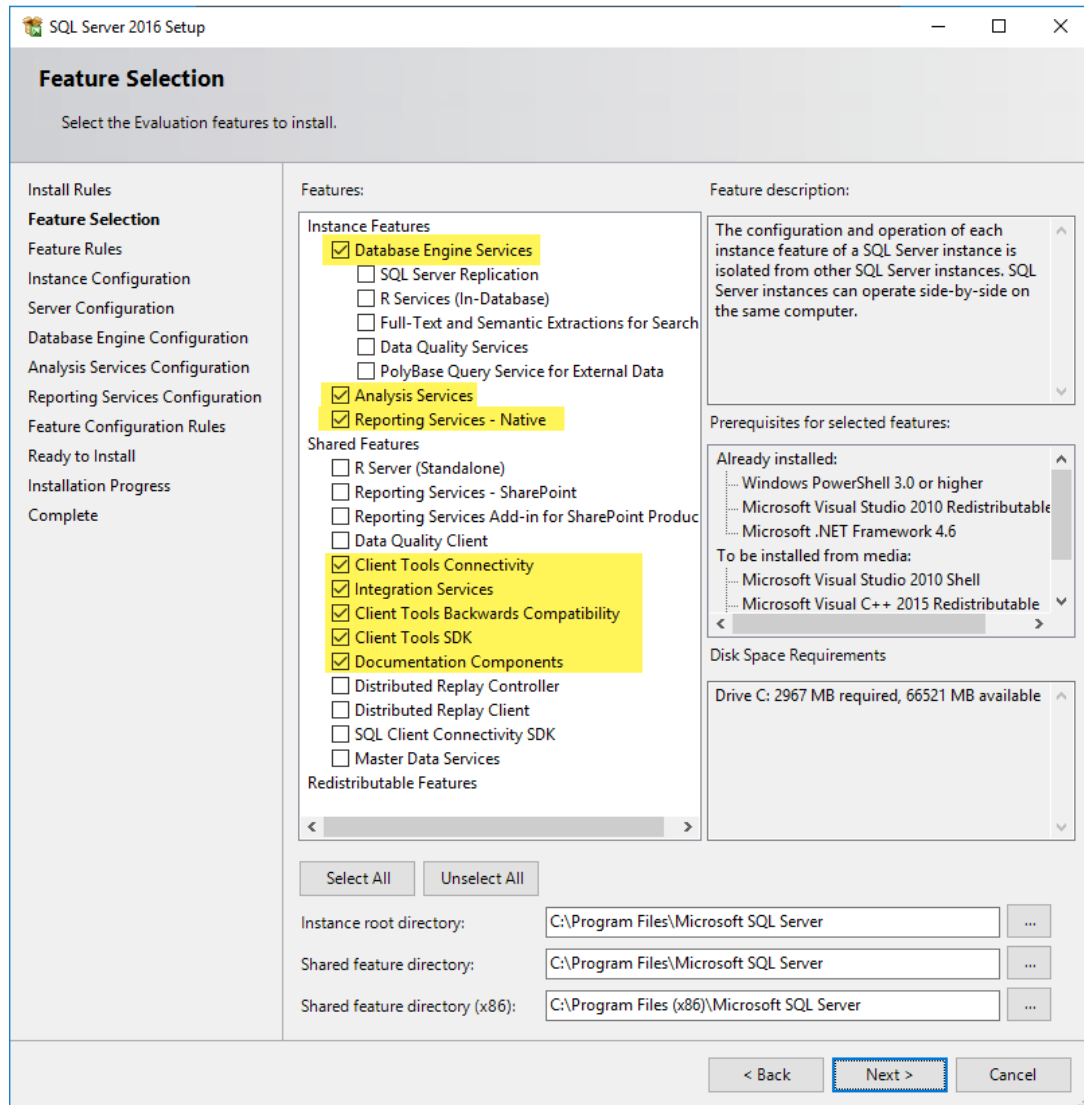 SQL Server 2016 Setup
Feature Selection
Select the Evaluation features to install.
Install Rules
Feature Selection
Feature Rules
Instance Configuration
Server Configuration
Database Engine Configuration
Analysis Services Configuration
Reporting Services Configuration
Feature Configuration Rules
Ready to Install
Installation Progress
Complete
Features:
Instance Features
Database Engine Services
SQL Server Replication
R Services (In-Database)
Full-Text and Semantic Extractions for Search
Data Quality Services
PolyBase Query Service for External Data
Analysis Services
Reporting Services - Native
Shared Features
R Server (Standalone)
Reporting Services - SharePoint
Reporting Services Add-in for SharePoint Produc
Data Quality Client
Client Tools Connectivity
Integration Services
Client Tools Backwards Compatibility
Client Tools SDK
Documentation Components
Distributed Replay Controller
Distributed Replay Client
SQL Client Connectivity SDK
Master Data Services
Redistributable Features
Feature description:
The configuration and operation of each
instance feature of a SQL Server instance is
isolated from other SQL Server instances. SQL
Server instances can operate side-by-side on
the same computer.
Prerequisites for selected features:
Already installed:
Windows PowerShell 3.0 or higher
Microsoft Visual Studio 2010 Redistributable
Microsoft .NET Framework 4.6
To be installed from media:
Microsoft Visual Studio 2010 Shell
Microsoft Visual C++ 2015 Redistributable
Disk Space Requirements
Drive C: 2967 MB required, 66521 MB available
Select All
Unselect All
Instance root directory:
C:\Program Files\Microsoft SQL Server
...
Shared feature directory:
C:\Program Files\Microsoft SQL Server
...
Shared feature directory (x86):
C:\Program Files (x86)\Microsoft SQL Server
...
< Back
Next >
Cancel